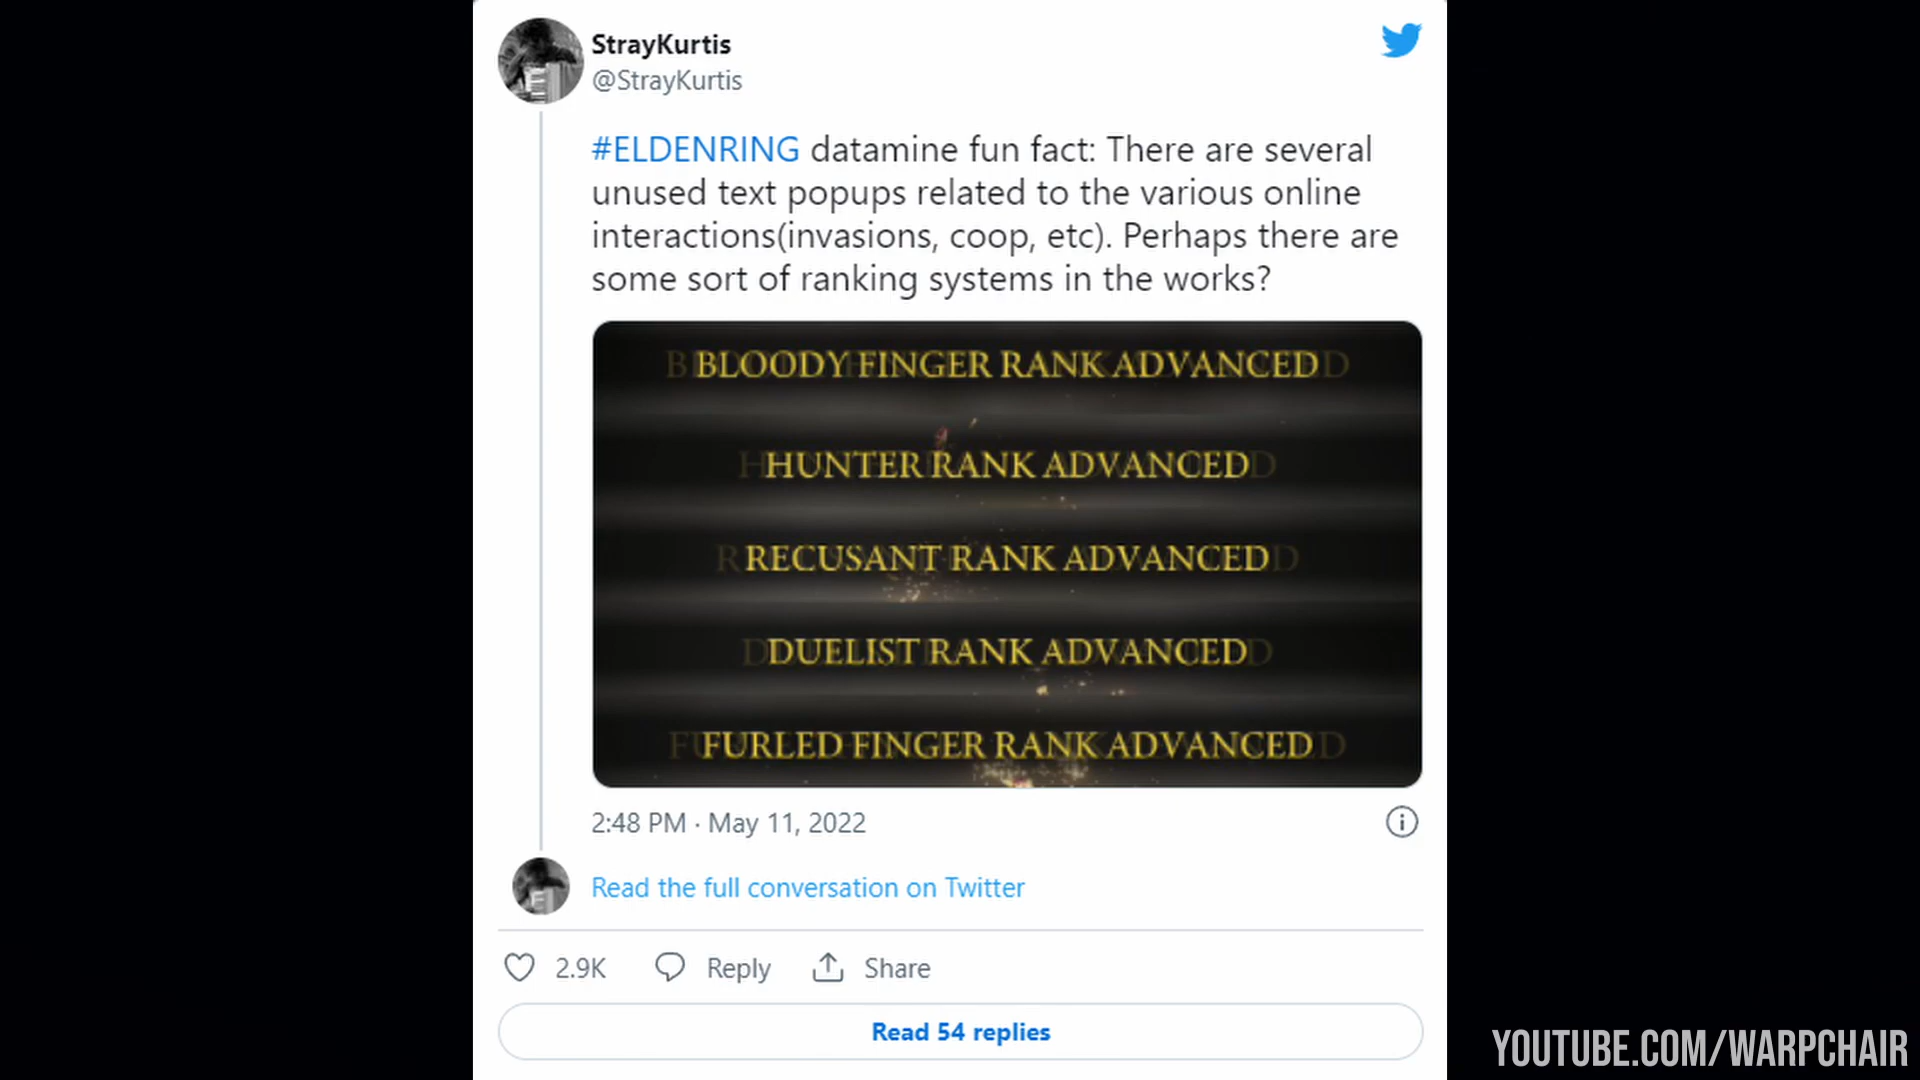 StrayKurtis
@StrayKurtis
#ELDENRING datamine fun fact: There are several
unused text popups related to the various online
interactions(invasions, coop, etc). Perhaps there are
some sort of ranking systems in the works?
BLOODY FINGER RANK ADVANCED
HUNTER RANK ADVANCED
RECUSANT RANK ADVANCED
DUELIST RANK ADVANCED
FURLED FINGER RANK ADVANCED
2:48 PM · May 11, 2022
Read the full conversation on Twitter
2.9K Reply Share
Read 54 replies
YOUTUBE.COM/WARPCHAIR